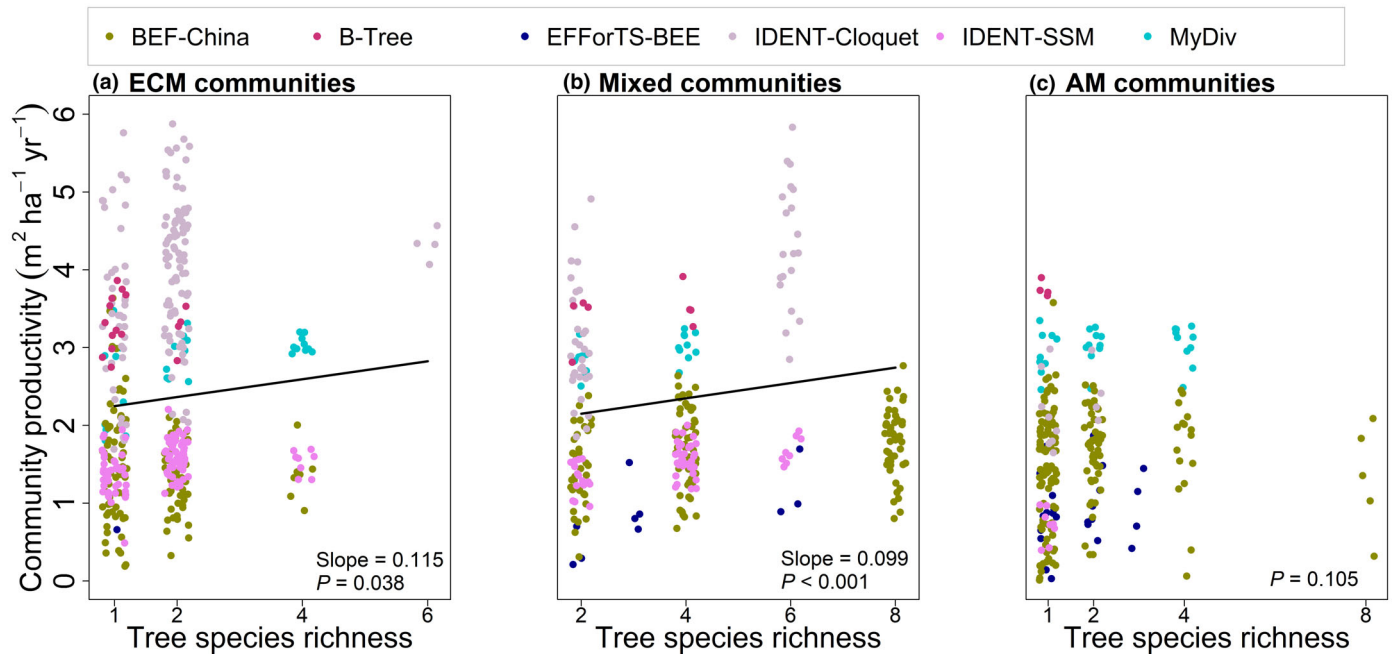 BEF-China B-Tree EFForTS-BEE IDENT-Cloquet IDENT-SSM MyDiv
(a) ECM communities
(b) Mixed communities
(c) AM communities
Community productivity (m² ha⁻¹ yr⁻¹)
6
5
4
3
2
1
0
Slope = 0.115
P = 0.038
Slope = 0.099
P < 0.001
P = 0.105
1 2 4 6
2 4 6 8
1 2 4 8
Tree species richness
Tree species richness
Tree species richness